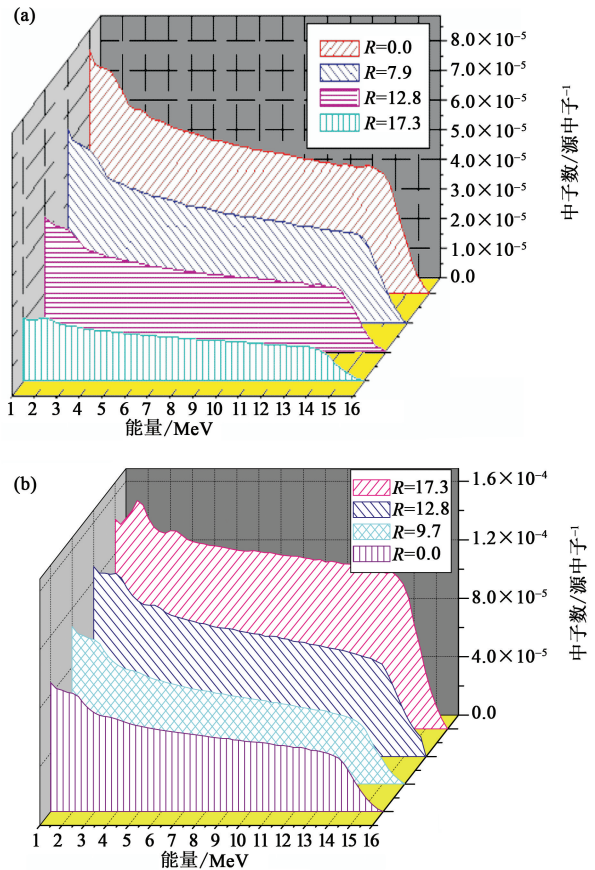 (a)
R=0.0
R=7.9
R=12.8
R=17.3
8.0×10⁻⁵
7.0×10⁻⁵
6.0×10⁻⁵
5.0×10⁻⁵
4.0×10⁻⁵
3.0×10⁻⁵
2.0×10⁻⁵
1.0×10⁻⁵
0.0
中子数/源中子⁻¹
1 2 3 4 5 6 7 8 9 10 11 12 13 14 15 16
能量/MeV
(b)
R=17.3
R=12.8
R=9.7
R=0.0
1.6×10⁻⁴
1.2×10⁻⁴
8.0×10⁻⁵
4.0×10⁻⁵
0.0
中子数/源中子⁻¹
1 2 3 4 5 6 7 8 9 10 11 12 13 14 15 16
能量/MeV